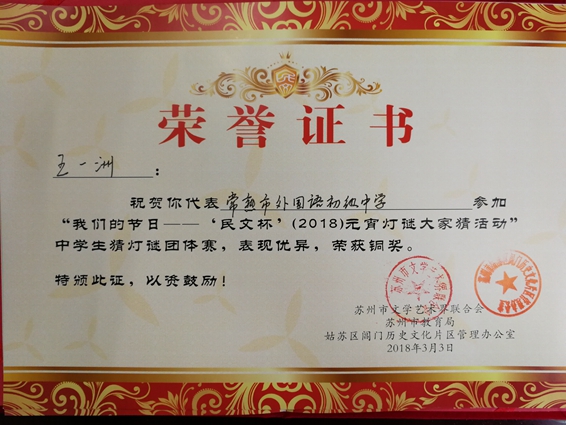 荣誉证书
王一洲：
祝贺你代表常熟市外国语初级中学参加
“我们的节日——‘民文杯’(2018)元宵灯谜大家猜活动”
中学生猜灯谜团体赛，表现优异，荣获铜奖。
特颁此证，以资鼓励！
苏州市文学艺术界联合会
苏州市教育局
姑苏区阊门历史文化片区管理办公室
2018年3月3日